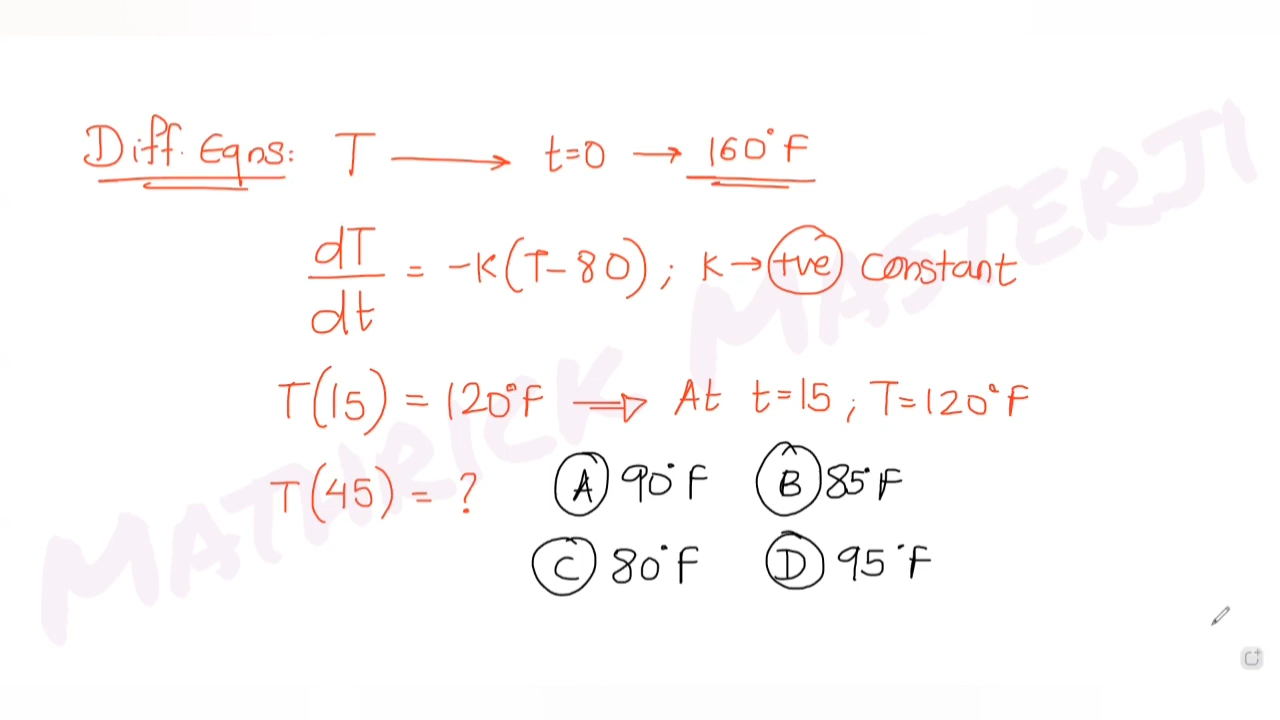 Diff. Eqns: T ⟶ t=0 → 160°F
dT/dt = -K(T-80) ; K → +ve constant
T(15) = 120°F ⟹ At t=15 ; T=120°F
T(45) = ? (A) 90°F (B) 85°F
(C) 80°F (D) 95°F
MATHRICK MASTERJI